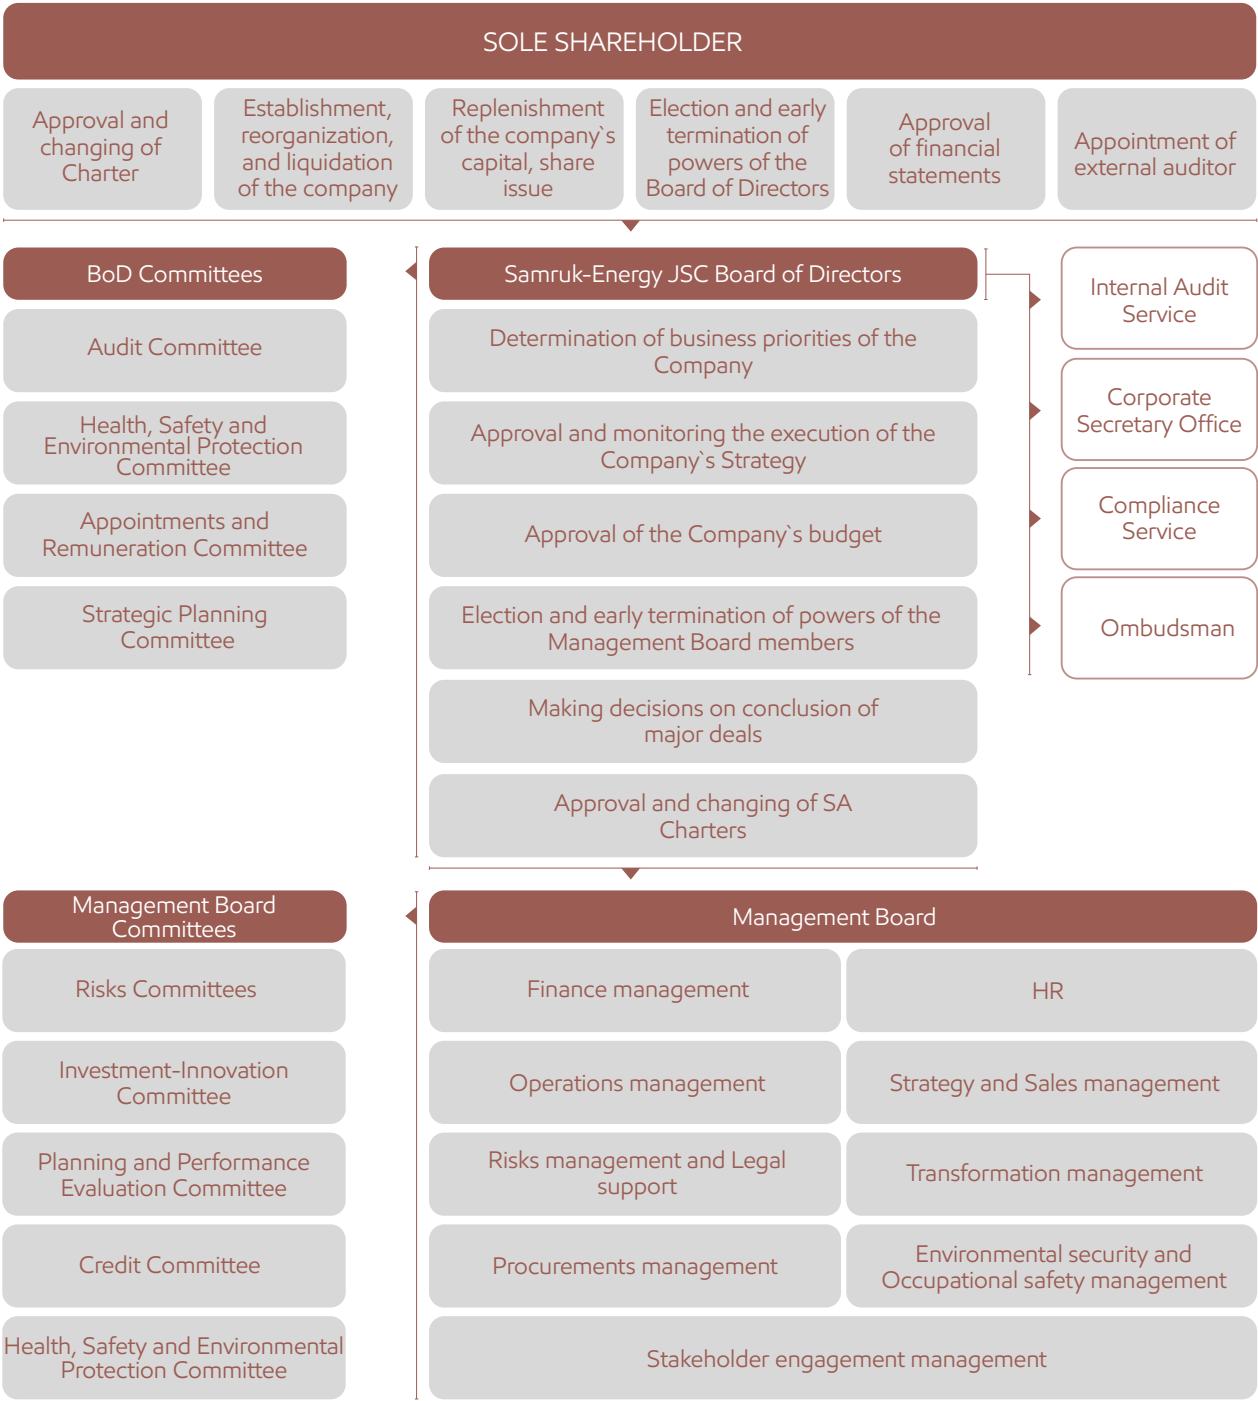 SOLE SHAREHOLDER
Approval and
changing of
Charter
Establishment,
reorganization,
and liquidation
of the company
Replenishment
of the company`s
capital, share
issue
Election and early
termination of
powers of the
Board of Directors
Approval
of financial
statements
Appointment of
external auditor
BoD Committees
Audit Committee
Health, Safety and
Environmental Protection
Committee
Appointments and
Remuneration Committee
Strategic Planning
Committee
Samruk-Energy JSC Board of Directors
Determination of business priorities of the
Company
Approval and monitoring the execution of the
Company`s Strategy
Approval of the Company`s budget
Election and early termination of powers of the
Management Board members
Making decisions on conclusion of
major deals
Approval and changing of SA
Charters
Internal Audit
Service
Corporate
Secretary Office
Compliance
Service
Ombudsman
Management Board
Committees
Risks Committees
Investment-Innovation
Committee
Planning and Performance
Evaluation Committee
Credit Committee
Health, Safety and Environmental
Protection Committee
Management Board
Finance management
HR
Operations management
Strategy and Sales management
Risks management and Legal
support
Transformation management
Procurements management
Environmental security and
Occupational safety management
Stakeholder engagement management